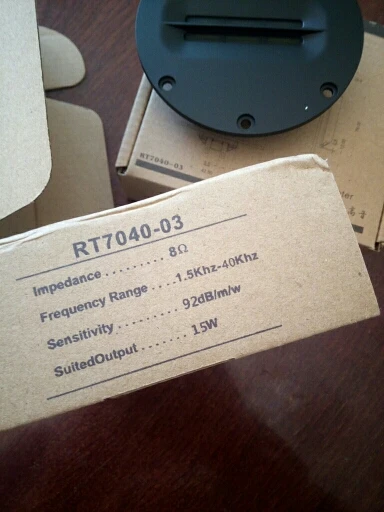 RT7040-03
RT7040-03
Impedance ......... 8Ω
Frequency Range ....1.5Khz-40Khz
Sensitivity .......... 92dB/m/w
SuitedOutput ....... 15W